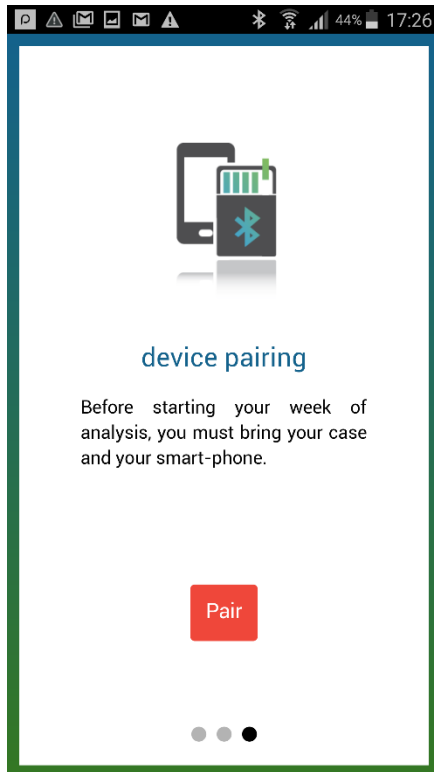 44% 17:26
device pairing
Before starting your week of
analysis, you must bring your case
and your smart-phone.
Pair